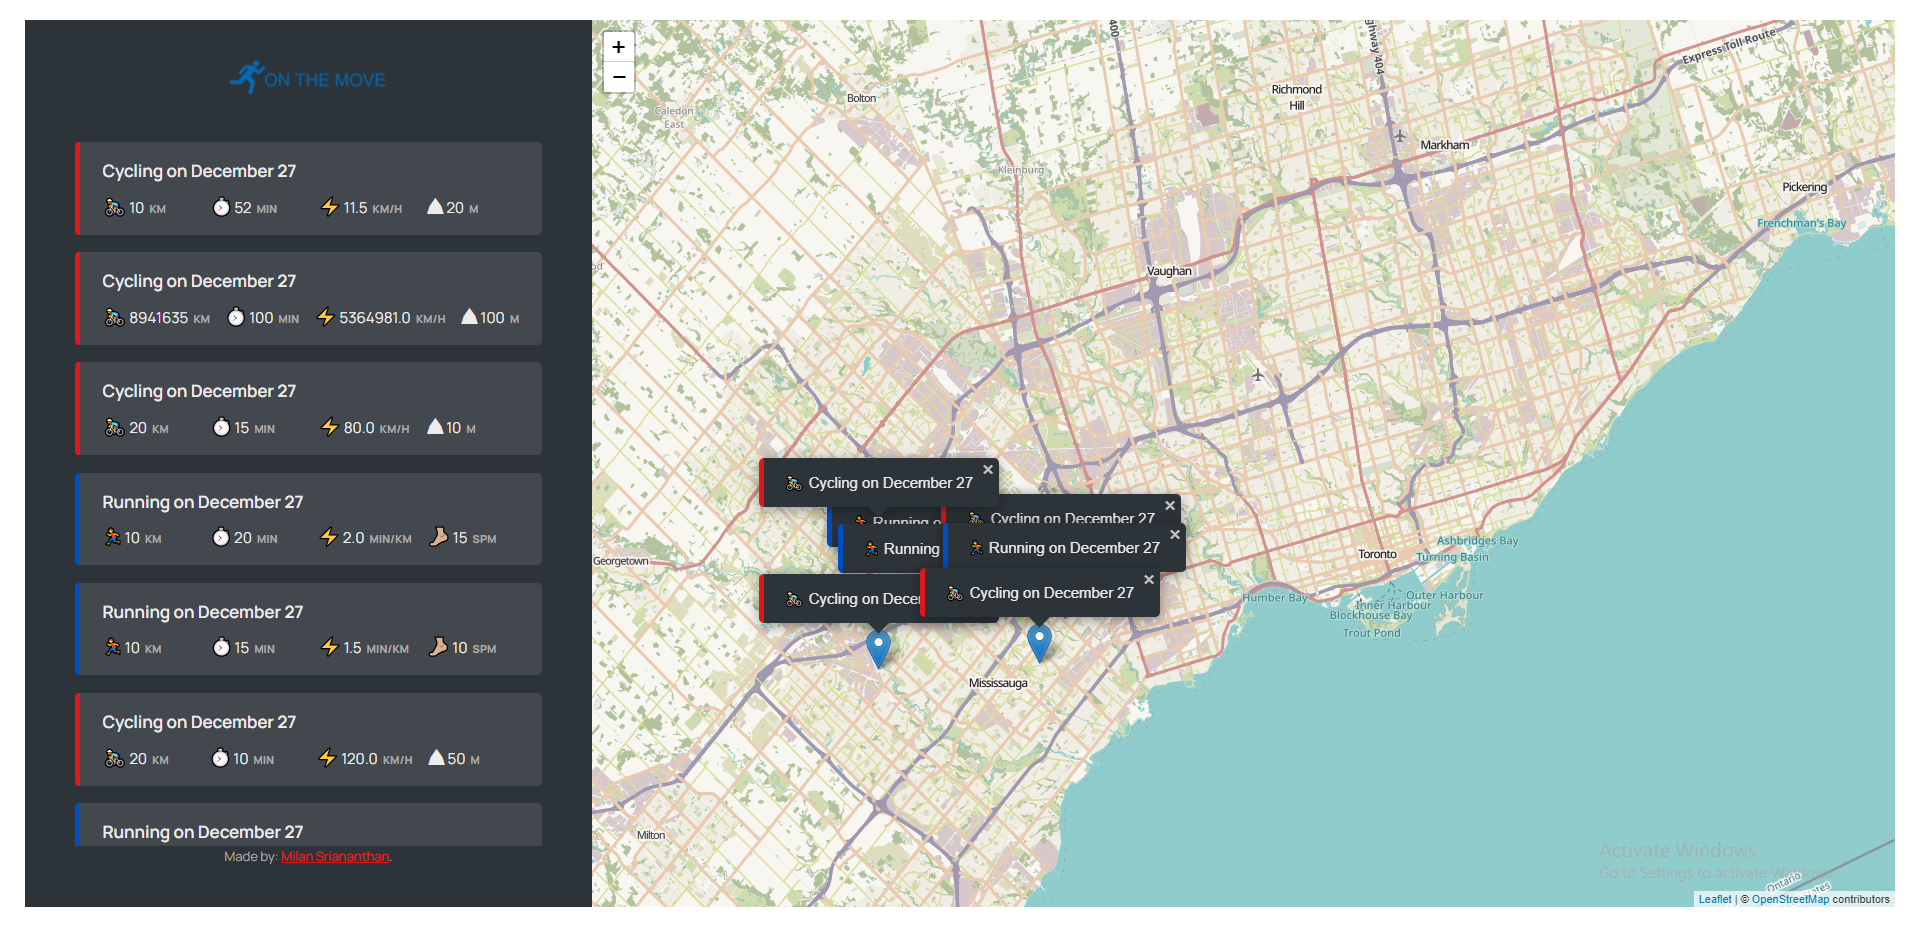 ON THE MOVE
Cycling on December 27
10 KM 52 MIN 11.5 KM/H 20 M
Cycling on December 27
8941635 KM 100 MIN 5364981.0 KM/H 100 M
Cycling on December 27
20 KM 15 MIN 80.0 KM/H 10 M
Running on December 27
10 KM 20 MIN 2.0 MIN/KM 15 SPM
Running on December 27
10 KM 15 MIN 1.5 MIN/KM 10 SPM
Cycling on December 27
20 KM 10 MIN 120.0 KM/H 50 M
Running on December 27
Made by: Milan Sriananthan.
+
−
400
Highway 404
Express Toll Route
Richmond
Hill
Bolton
Caledon
East
Markham
Kleinburg
Pickering
Frenchman's Bay
Vaughan
Cycling on December 27
×
Running o
Cycling on December 27
×
Running
Running on December 27
×
Cycling on Dece
Cycling on December 27
×
Georgetown
Toronto
Ashbridges Bay
Turning Basin
Humber Bay
Outer Harbour
Inner Harbour
Blockhouse Bay
Trout Pond
Mississauga
Milton
Activate Windows
Go to Settings to activate Windows.
Ontario
Leaflet | © OpenStreetMap contributors